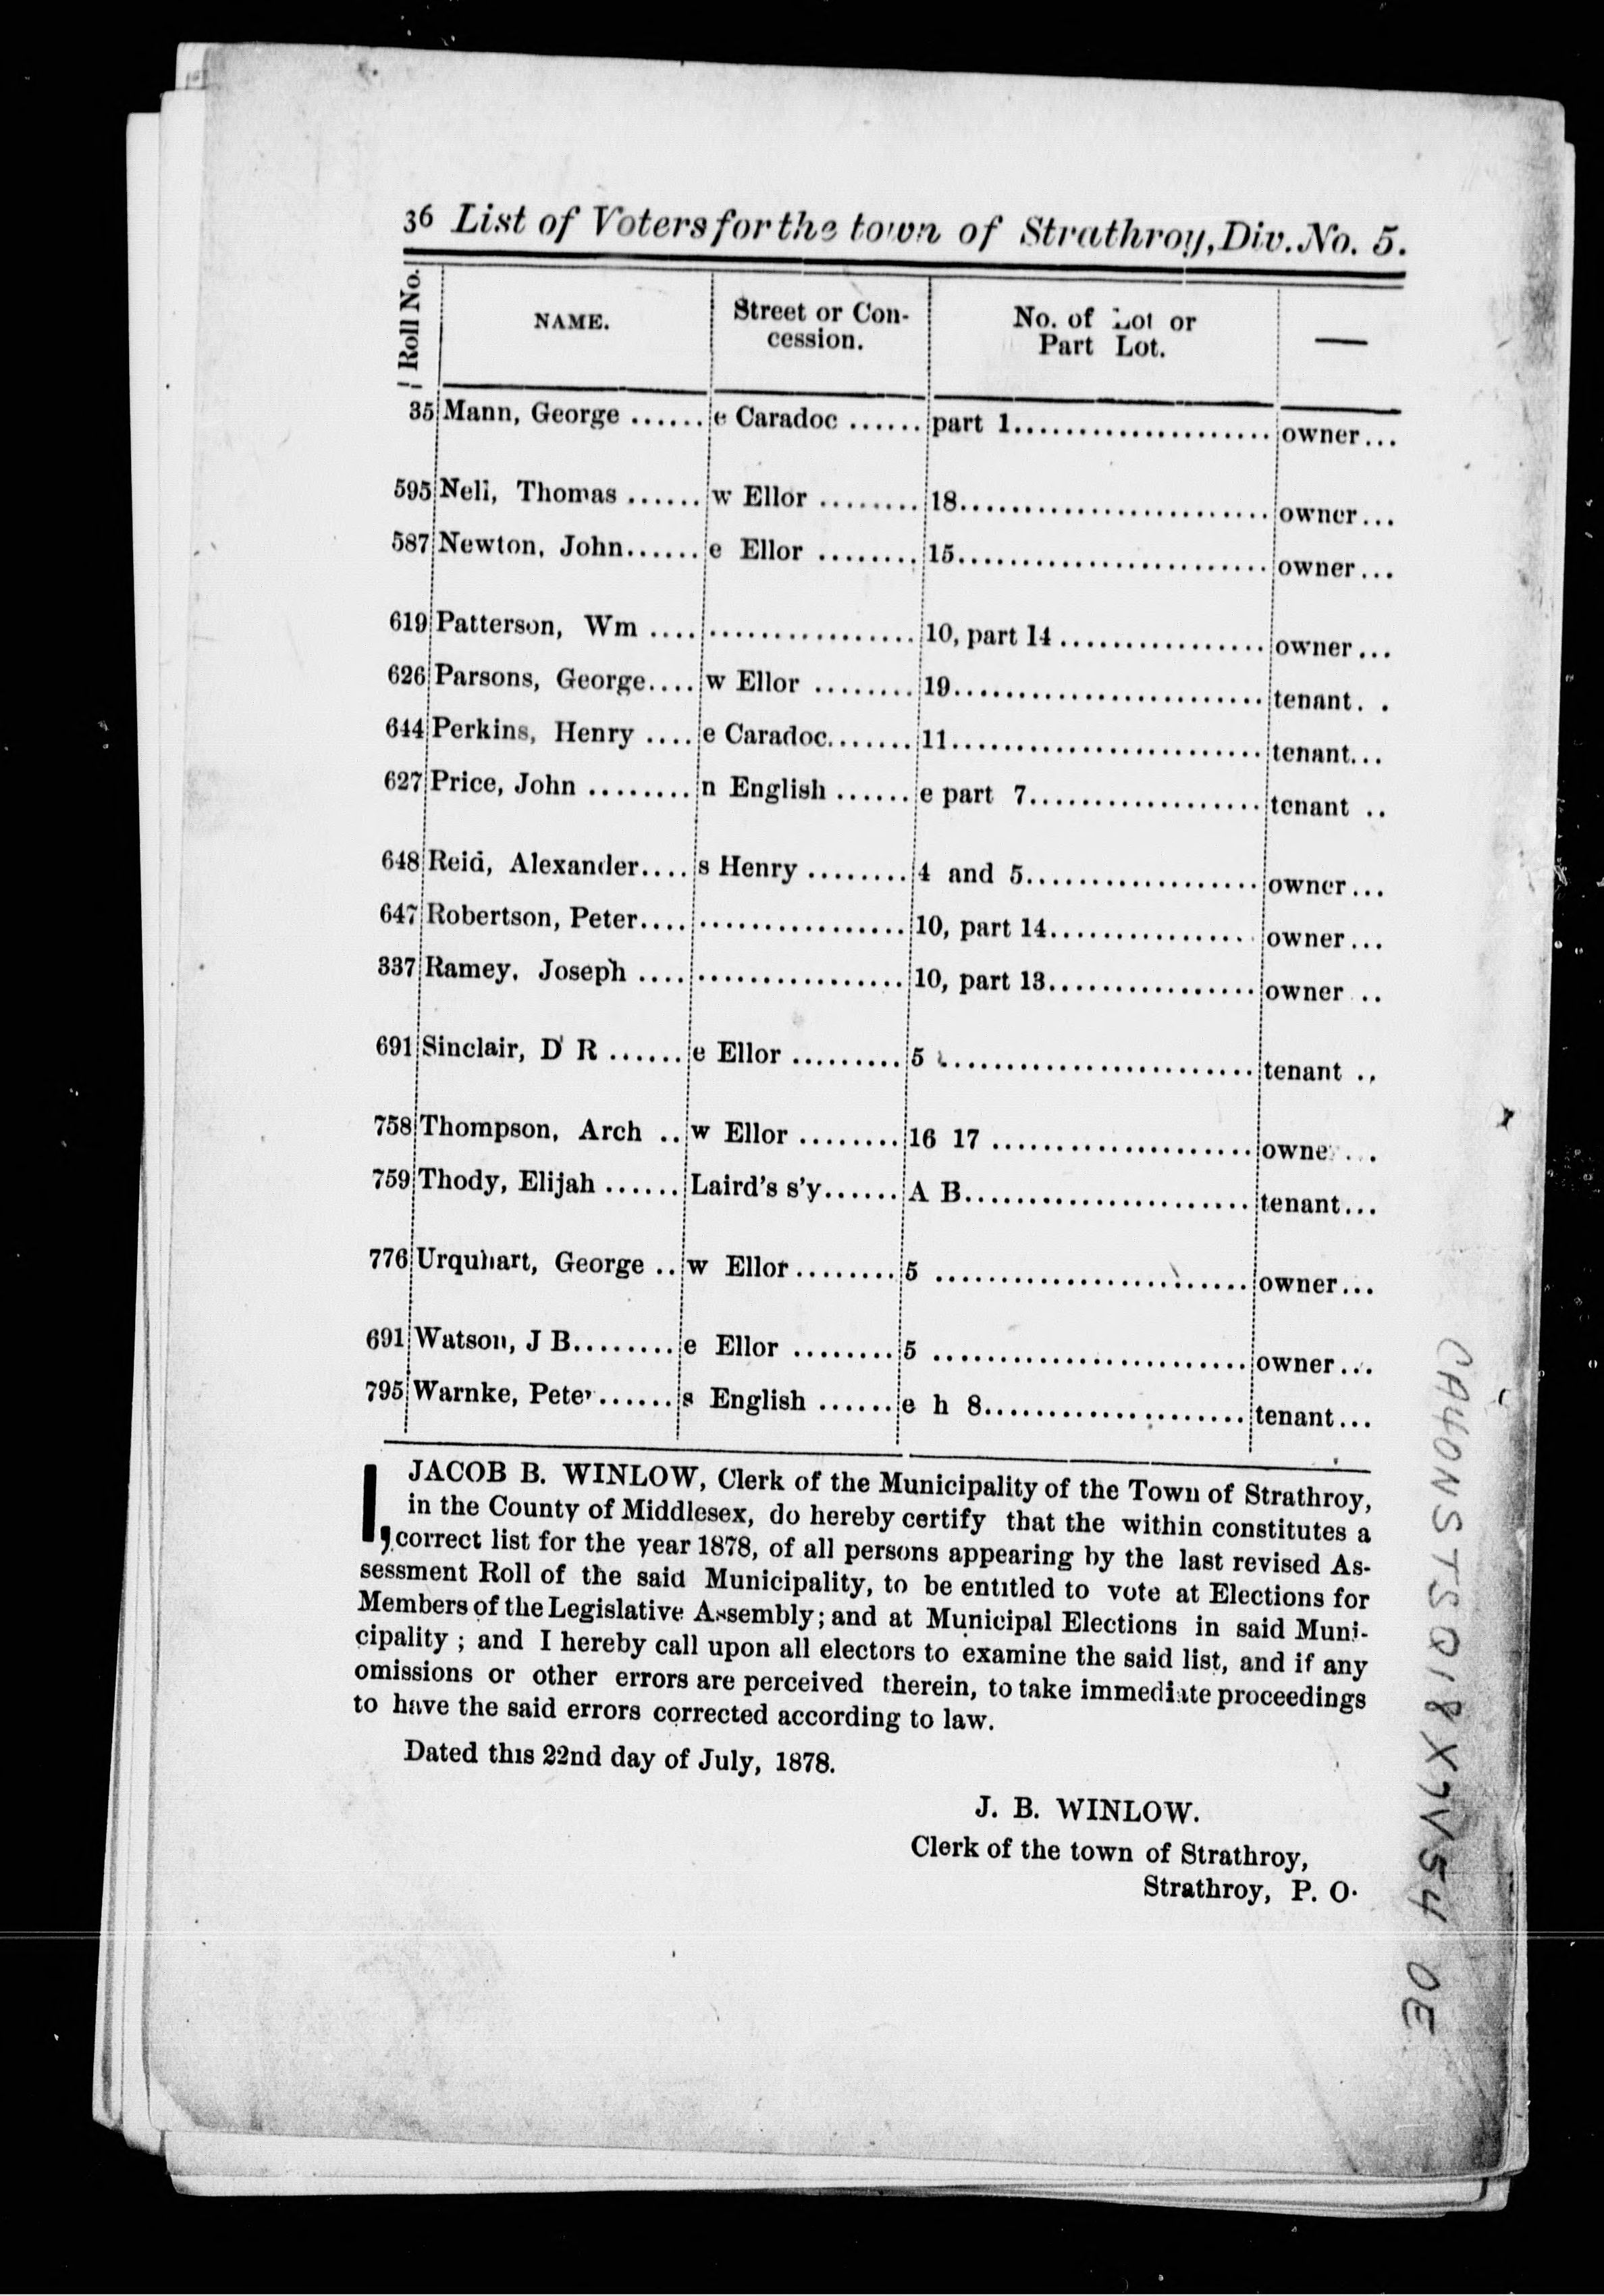 36 List of Voters for the town of Strathroy, Div. No. 5.
Roll No. | NAME. | Street or Concession. | No. of Lot or Part Lot. | —
35 Mann, George ...... e Caradoc ...... part 1.................... owner...
595 Neli, Thomas ...... w Ellor ........ 18........................ owner...
587 Newton, John...... e Ellor ........ 15........................ owner...
619 Patterson, Wm .... ................ 10, part 14 ................ owner...
626 Parsons, George.... w Ellor ........ 19........................ tenant. .
644 Perkins, Henry .... e Caradoc....... 11........................ tenant...
627 Price, John ........ n English ...... e part 7.................. tenant ..
648 Reid, Alexander.... s Henry ........ 4 and 5.................. owner...
647 Robertson, Peter.... ................ 10, part 14................ owner...
337 Ramey, Joseph .... ................ 10, part 13................ owner ..
691 Sinclair, D R ...... e Ellor ......... 5 ........................ tenant ..
758 Thompson, Arch .. w Ellor ........ 16 17 .................... owner ...
759 Thody, Elijah ...... Laird's s'y...... A B...................... tenant...
776 Urquhart, George .. w Ellor........ 5 ........................ owner...
691 Watson, J B........ e Ellor ........ 5 ........................ owner...
795 Warnke, Peter...... s English ...... e h 8.................... tenant...
I, JACOB B. WINLOW, Clerk of the Municipality of the Town of Strathroy,
in the County of Middlesex, do hereby certify that the within constitutes a
correct list for the year 1878, of all persons appearing by the last revised As-
sessment Roll of the said Municipality, to be entitled to vote at Elections for
Members of the Legislative Assembly; and at Municipal Elections in said Muni-
cipality ; and I hereby call upon all electors to examine the said list, and if any
omissions or other errors are perceived therein, to take immediate proceedings
to have the said errors corrected according to law.
Dated this 22nd day of July, 1878.
J. B. WINLOW.
Clerk of the town of Strathroy,
Strathroy, P. O.
CA4ONSTSQ18X9V54 OE